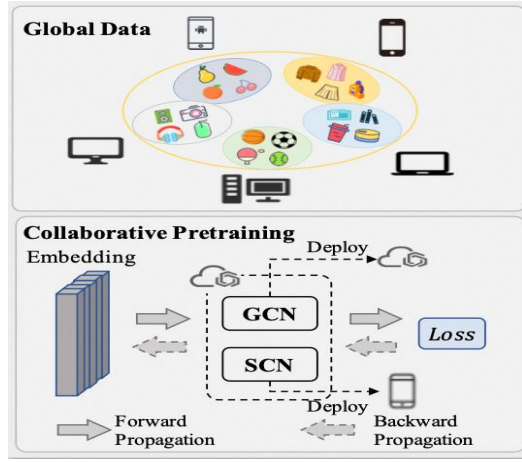 Global Data
Collaborative Pretraining
Embedding
Deploy
GCN
SCN
Loss
Deploy
Forward
Propagation
Backward
Propagation